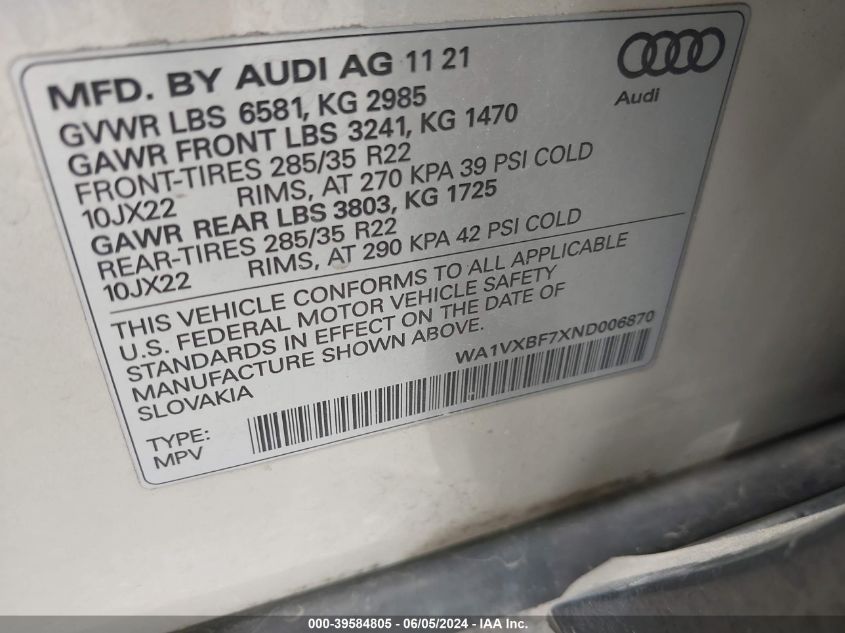 MFD. BY AUDI AG 11 21
Audi
GVWR LBS 6581, KG 2985
GAWR FRONT LBS 3241, KG 1470
FRONT-TIRES 285/35 R22
10JX22 RIMS, AT 270 KPA 39 PSI COLD
GAWR REAR LBS 3803, KG 1725
REAR-TIRES 285/35 R22
10JX22 RIMS, AT 290 KPA 42 PSI COLD
THIS VEHICLE CONFORMS TO ALL APPLICABLE
U.S. FEDERAL MOTOR VEHICLE SAFETY
STANDARDS IN EFFECT ON THE DATE OF
MANUFACTURE SHOWN ABOVE.
SLOVAKIA
WA1VXBF7XND006870
TYPE:
MPV
000-39584805 - 06/05/2024 - IAA, Inc.